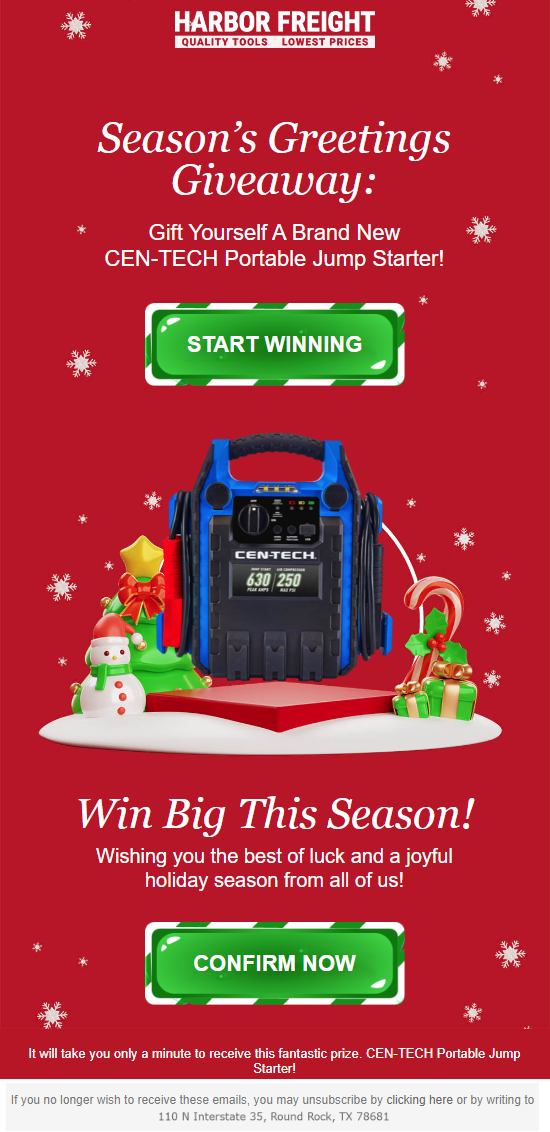 HARBOR FREIGHT
QUALITY TOOLS LOWEST PRICES
Season's Greetings
Giveaway:
Gift Yourself A Brand New
CEN-TECH Portable Jump Starter!
START WINNING
CEN-TECH
JUMP START AIR COMPRESSOR
630 250
PEAK AMPS MAX PSI
Win Big This Season!
Wishing you the best of luck and a joyful
holiday season from all of us!
CONFIRM NOW
It will take you only a minute to receive this fantastic prize. CEN-TECH Portable Jump
Starter!
If you no longer wish to receive these emails, you may unsubscribe by clicking here or by writing to
110 N Interstate 35, Round Rock, TX 78681